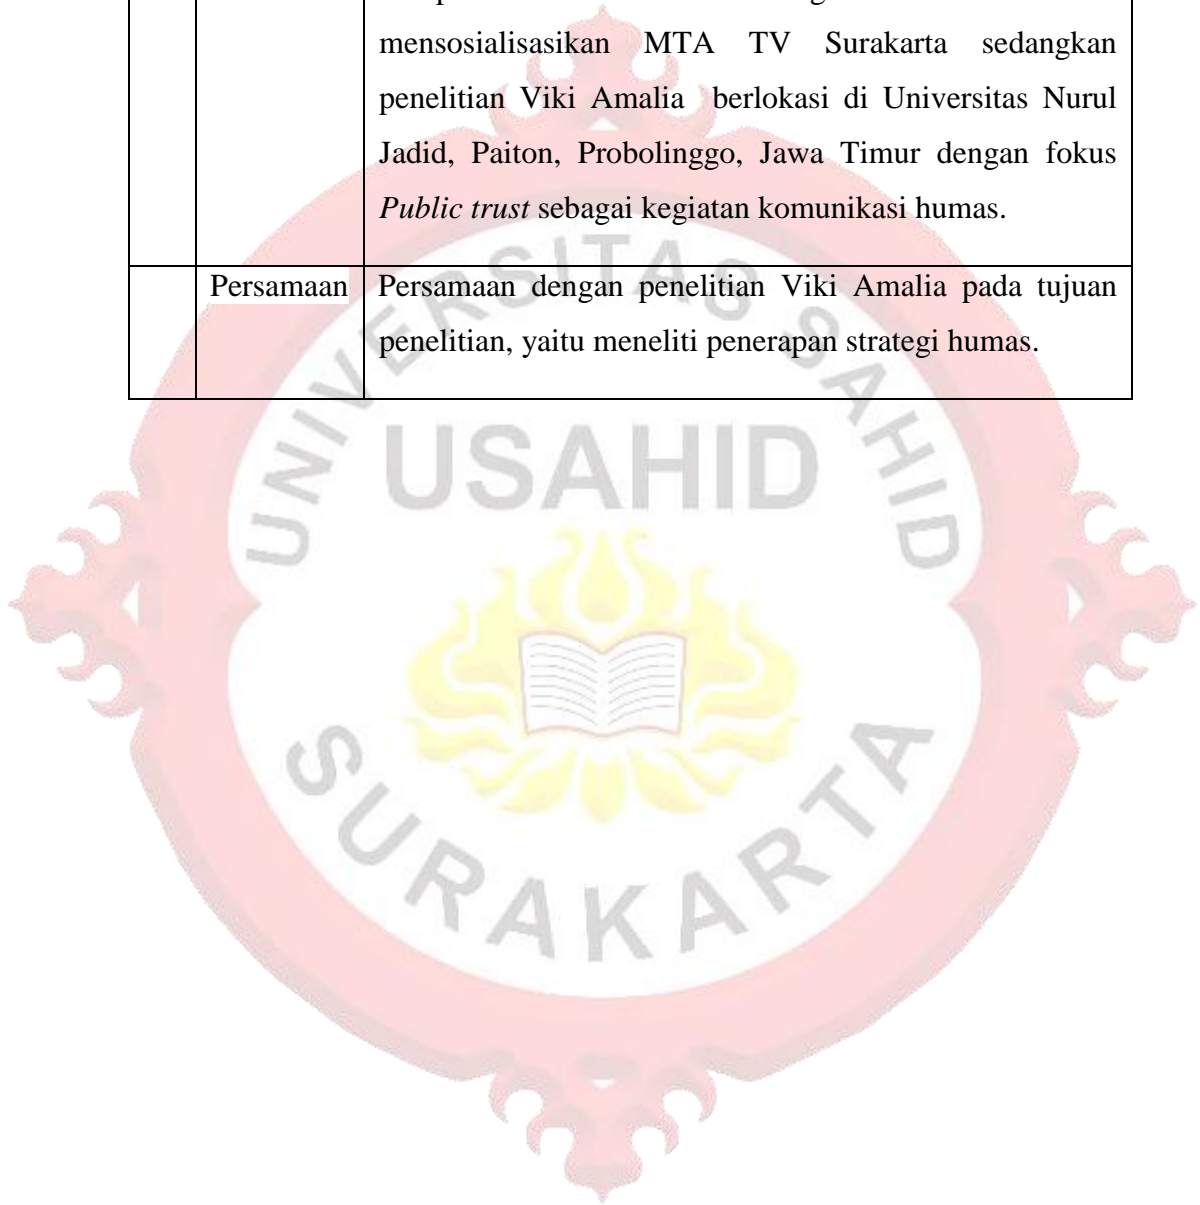 mensosialisasikan MTA TV Surakarta sedangkan
penelitian Viki Amalia berlokasi di Universitas Nurul
Jadid, Paiton, Probolinggo, Jawa Timur dengan fokus
Public trust sebagai kegiatan komunikasi humas.
Persamaan Persamaan dengan penelitian Viki Amalia pada tujuan
penelitian, yaitu meneliti penerapan strategi humas.
UNIVERSITAS SAHID
USAHID
SURAKARTA